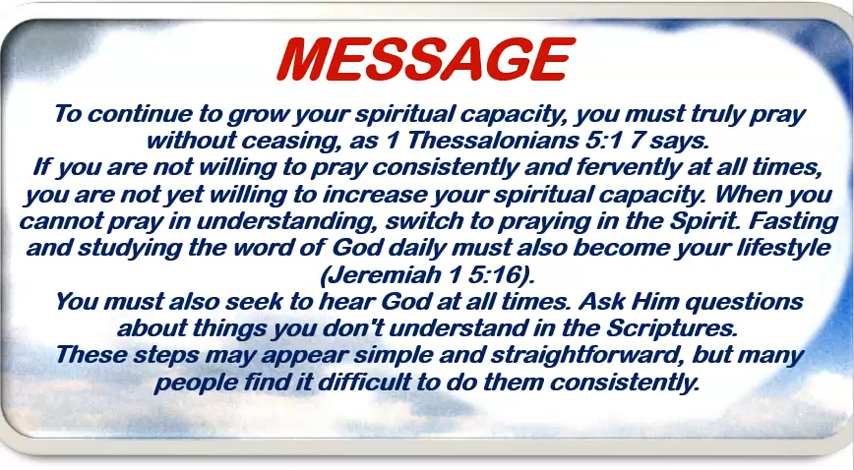 MESSAGE
To continue to grow your spiritual capacity, you must truly pray
without ceasing, as 1 Thessalonians 5:1 7 says.
If you are not willing to pray consistently and fervently at all times,
you are not yet willing to increase your spiritual capacity. When you
cannot pray in understanding, switch to praying in the Spirit. Fasting
and studying the word of God daily must also become your lifestyle
(Jeremiah 1 5:16).
You must also seek to hear God at all times. Ask Him questions
about things you don't understand in the Scriptures.
These steps may appear simple and straightforward, but many
people find it difficult to do them consistently.